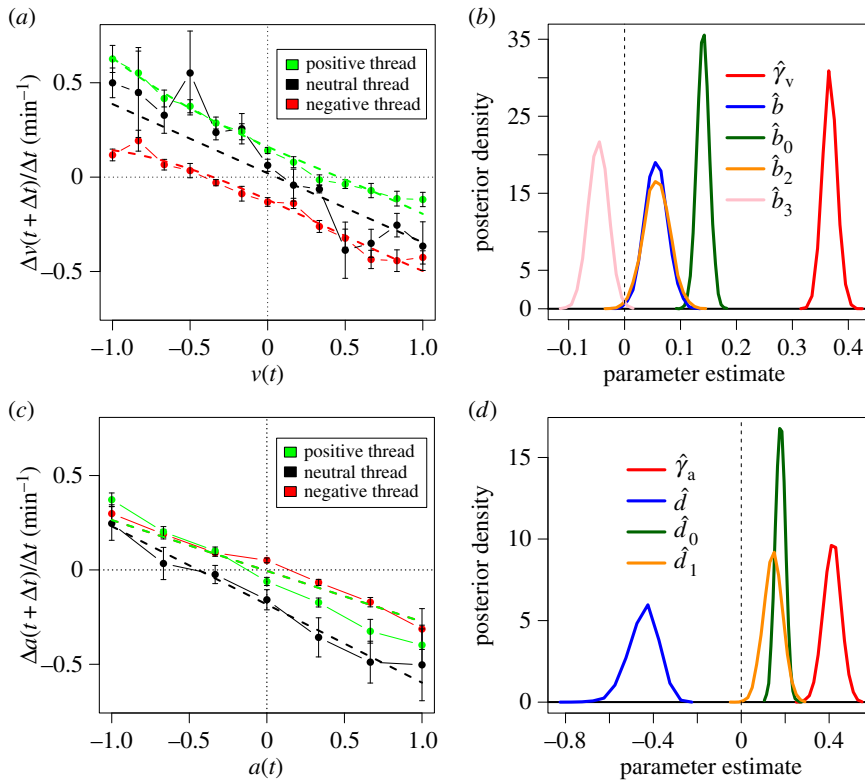 (a)
0.5
0
−0.5
Δv(t + Δt)/Δt (min⁻¹)
positive thread
neutral thread
negative thread
−1.0 −0.5 0 0.5 1.0
v(t)
(b)
35
25
15
5
0
posterior density
γ̂ᵥ
b̂
b̂₀
b̂₂
b̂₃
−0.1 0 0.1 0.2 0.3 0.4
parameter estimate
(c)
0.5
0
−0.5
Δa(t + Δt)/Δt (min⁻¹)
positive thread
neutral thread
negative thread
−1.0 −0.5 0 0.5 1.0
a(t)
(d)
15
10
5
0
posterior density
γ̂ₐ
d̂
d̂₀
d̂₁
−0.8 −0.4 0 0.4
parameter estimate